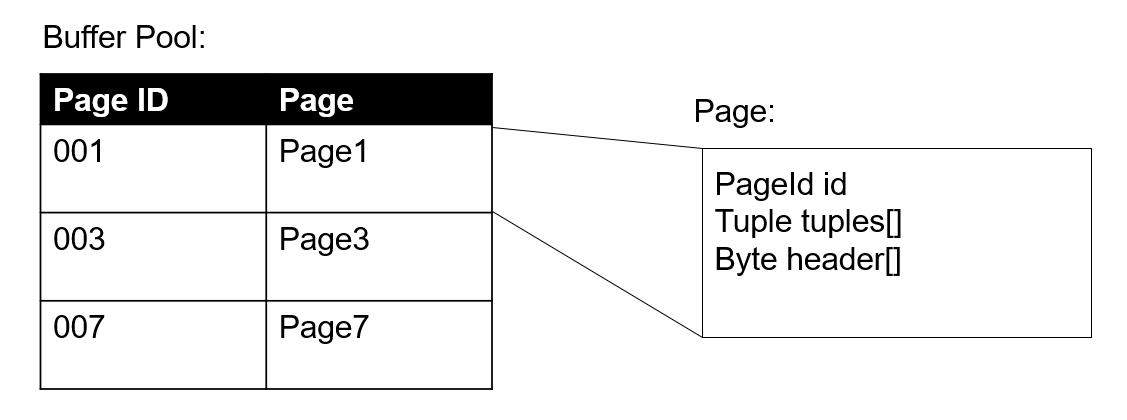 Buffer Pool:
Page ID Page
001 Page1
003 Page3
007 Page7
Page:
PageId id
Tuple tuples[]
Byte header[]